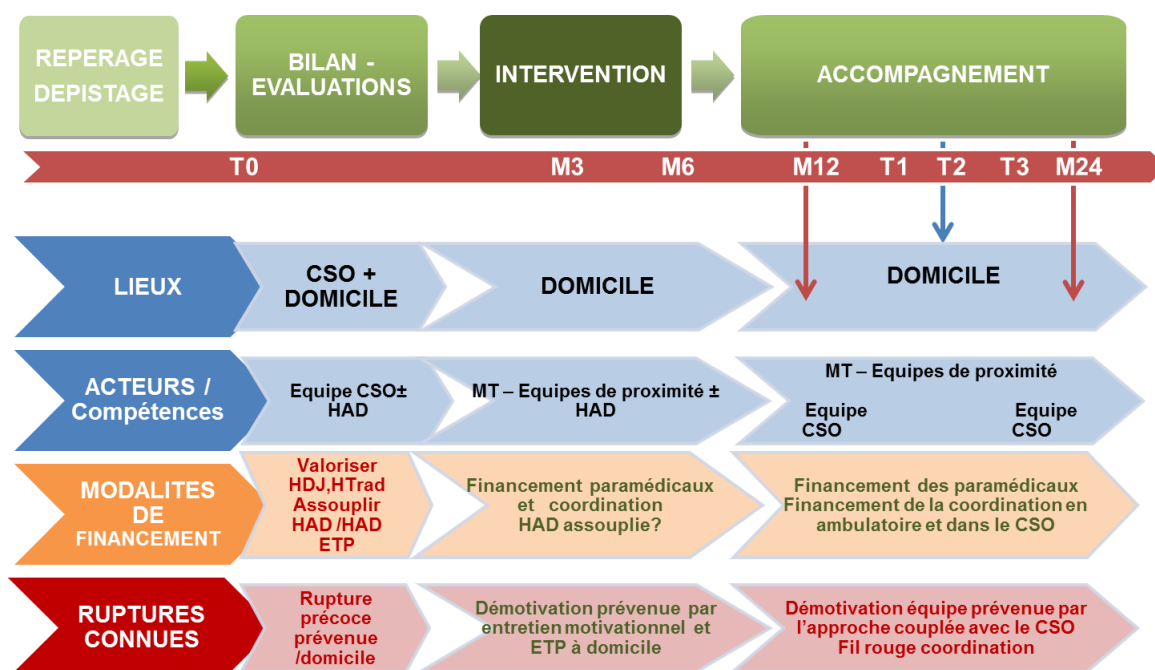 REPERAGE
DEPISTAGE
BILAN -
EVALUATIONS
INTERVENTION
ACCOMPAGNEMENT
T0
M3
M6
M12
T1
T2
T3
M24
LIEUX
CSO +
DOMICILE
DOMICILE
DOMICILE
ACTEURS /
Compétences
Equipe CSO±
HAD
MT – Equipes de proximité ±
HAD
MT – Equipes de proximité
Equipe
CSO
Equipe
CSO
MODALITES
DE
FINANCEMENT
Valoriser
HDJ,HTrad
Assouplir
HAD /HAD
ETP
Financement paramédicaux
et coordination
HAD assouplie?
Financement des paramédicaux
Financement de la coordination en
ambulatoire et dans le CSO
RUPTURES
CONNUES
Rupture
précoce
prévenue
/domicile
Démotivation prévenue par
entretien motivationnel et
ETP à domicile
Démotivation équipe prévenue par
l’approche couplée avec le CSO
Fil rouge coordination